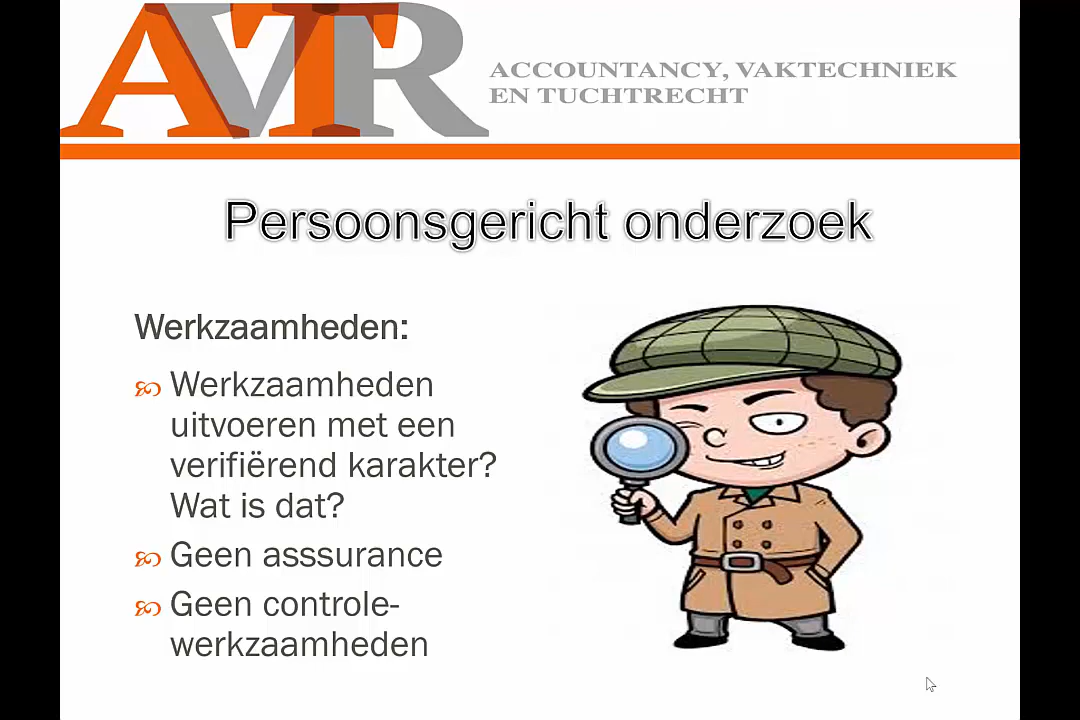 AVTR
ACCOUNTANCY, VAKTECHNIEK
EN TUCHTRECHT
Persoonsgericht onderzoek
Werkzaamheden:
Werkzaamheden
uitvoeren met een
verifiërend karakter?
Wat is dat?
Geen asssurance
Geen controle-
werkzaamheden